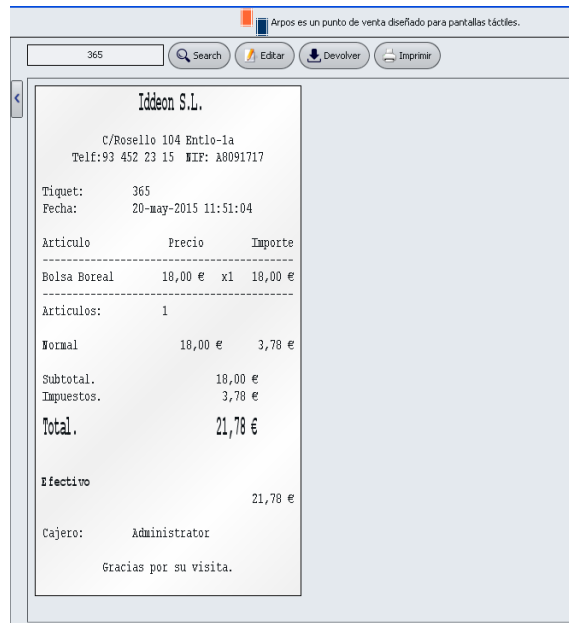 Arpos es un punto de venta diseñado para pantallas táctiles.
365 Search Editar Devolver Imprimir
Iddeon S.L.
C/Rosello 104 Entlo-1a
Telf:93 452 23 15 NIF: A8091717
Tiquet: 365
Fecha: 20-may-2015 11:51:04
Articulo Precio Importe
Bolsa Boreal 18,00 € x1 18,00 €
Articulos: 1
Normal 18,00 € 3,78 €
Subtotal. 18,00 €
Impuestos. 3,78 €
Total. 21,78 €
Efectivo
21,78 €
Cajero: Administrator
Gracias por su visita.